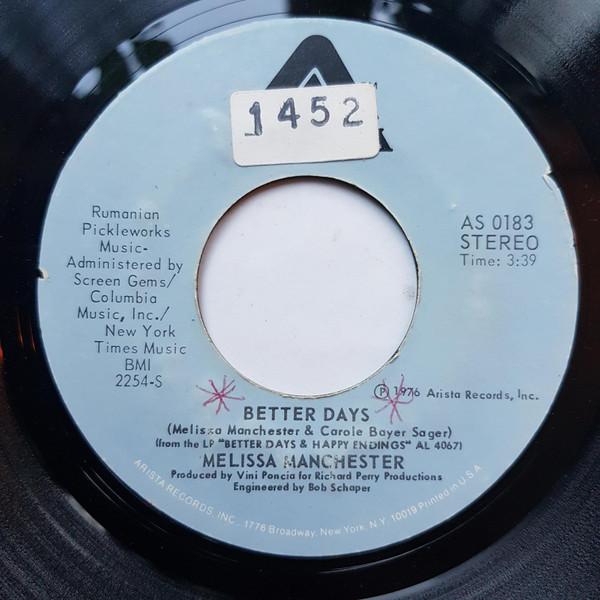 1452
Rumanian
Pickleworks
Music-
Administered by
Screen Gems/
Columbia
Music, Inc./
New York
Times Music
BMI
2254-S
AS 0183
STEREO
Time: 3:39
Ⓟ 1976 Arista Records, Inc.
BETTER DAYS
(Melissa Manchester & Carole Bayer Sager)
(from the LP "BETTER DAYS & HAPPY ENDINGS" AL 4067)
MELISSA MANCHESTER
Produced by Vini Poncia for Richard Perry Productions
Engineered by Bob Schaper
ARISTA RECORDS, INC., 1776 Broadway, New York, N.Y. 10019 Printed in U.S.A.